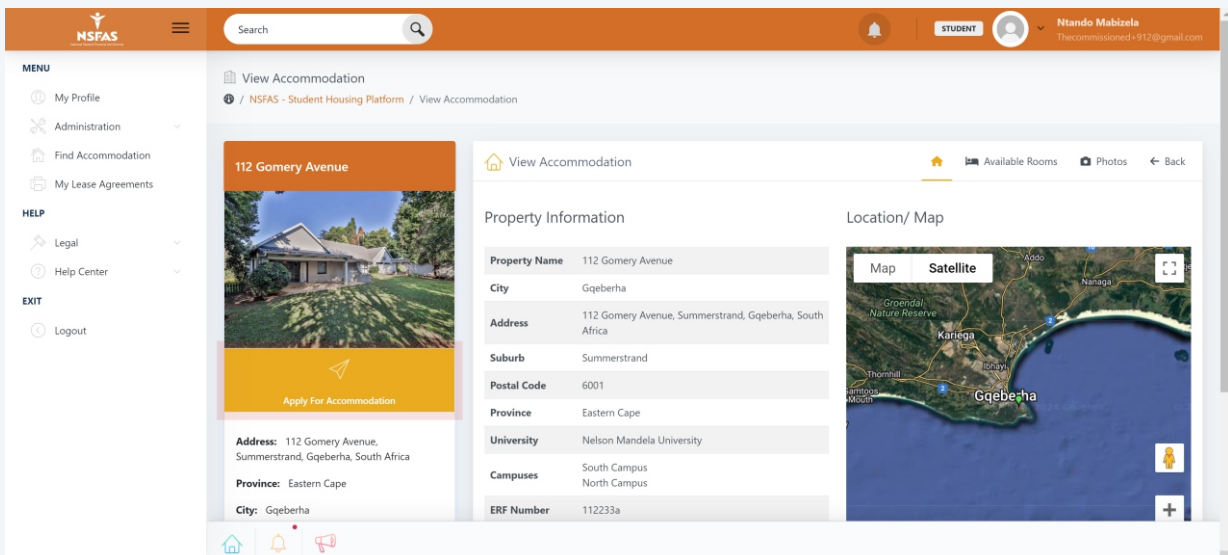 NSFAS
Search
STUDENT
Ntando Mabizela
Thecommissioned+912@gmail.com
MENU
My Profile
Administration
Find Accommodation
My Lease Agreements
HELP
Legal
Help Center
EXIT
Logout
View Accommodation
/ NSFAS - Student Housing Platform / View Accommodation
112 Gomery Avenue
Apply For Accommodation
Address: 112 Gomery Avenue,
Summerstrand, Gqeberha, South Africa
Province: Eastern Cape
City: Gqeberha
View Accommodation
Available Rooms
Photos
← Back
Property Information
Property Name 112 Gomery Avenue
City Gqeberha
Address 112 Gomery Avenue, Summerstrand, Gqeberha, South
Africa
Suburb Summerstrand
Postal Code 6001
Province Eastern Cape
University Nelson Mandela University
Campuses South Campus
North Campus
ERF Number 112233a
Location/ Map
Map Satellite
Addo
Nanaga
Groendal
Nature Reserve
2
Kariega
Ibhayi
Thornhill
2
Gqeberha
+